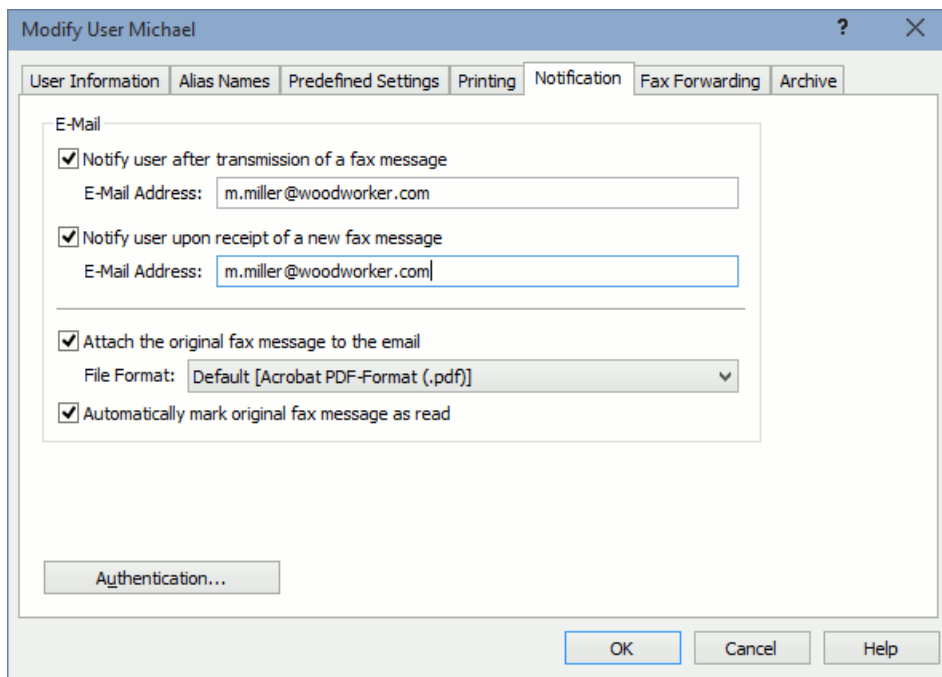 Modify User Michael ?
User Information Alias Names Predefined Settings Printing Notification Fax Forwarding Archive
E-Mail
Notify user after transmission of a fax message
E-Mail Address: m.miller@woodworker.com
Notify user upon receipt of a new fax message
E-Mail Address: m.miller@woodworker.com
Attach the original fax message to the email
File Format: Default [Acrobat PDF-Format (.pdf)]
Automatically mark original fax message as read
Authentication...
OK Cancel Help